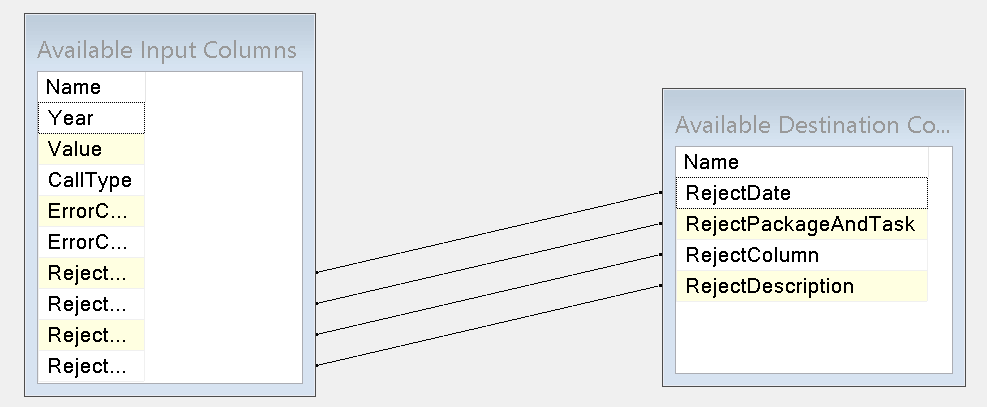 Available Input Columns
Name
Year
Value
CallType
ErrorC...
ErrorC...
Reject...
Reject...
Reject...
Reject...
Available Destination Co...
Name
RejectDate
RejectPackageAndTask
RejectColumn
RejectDescription